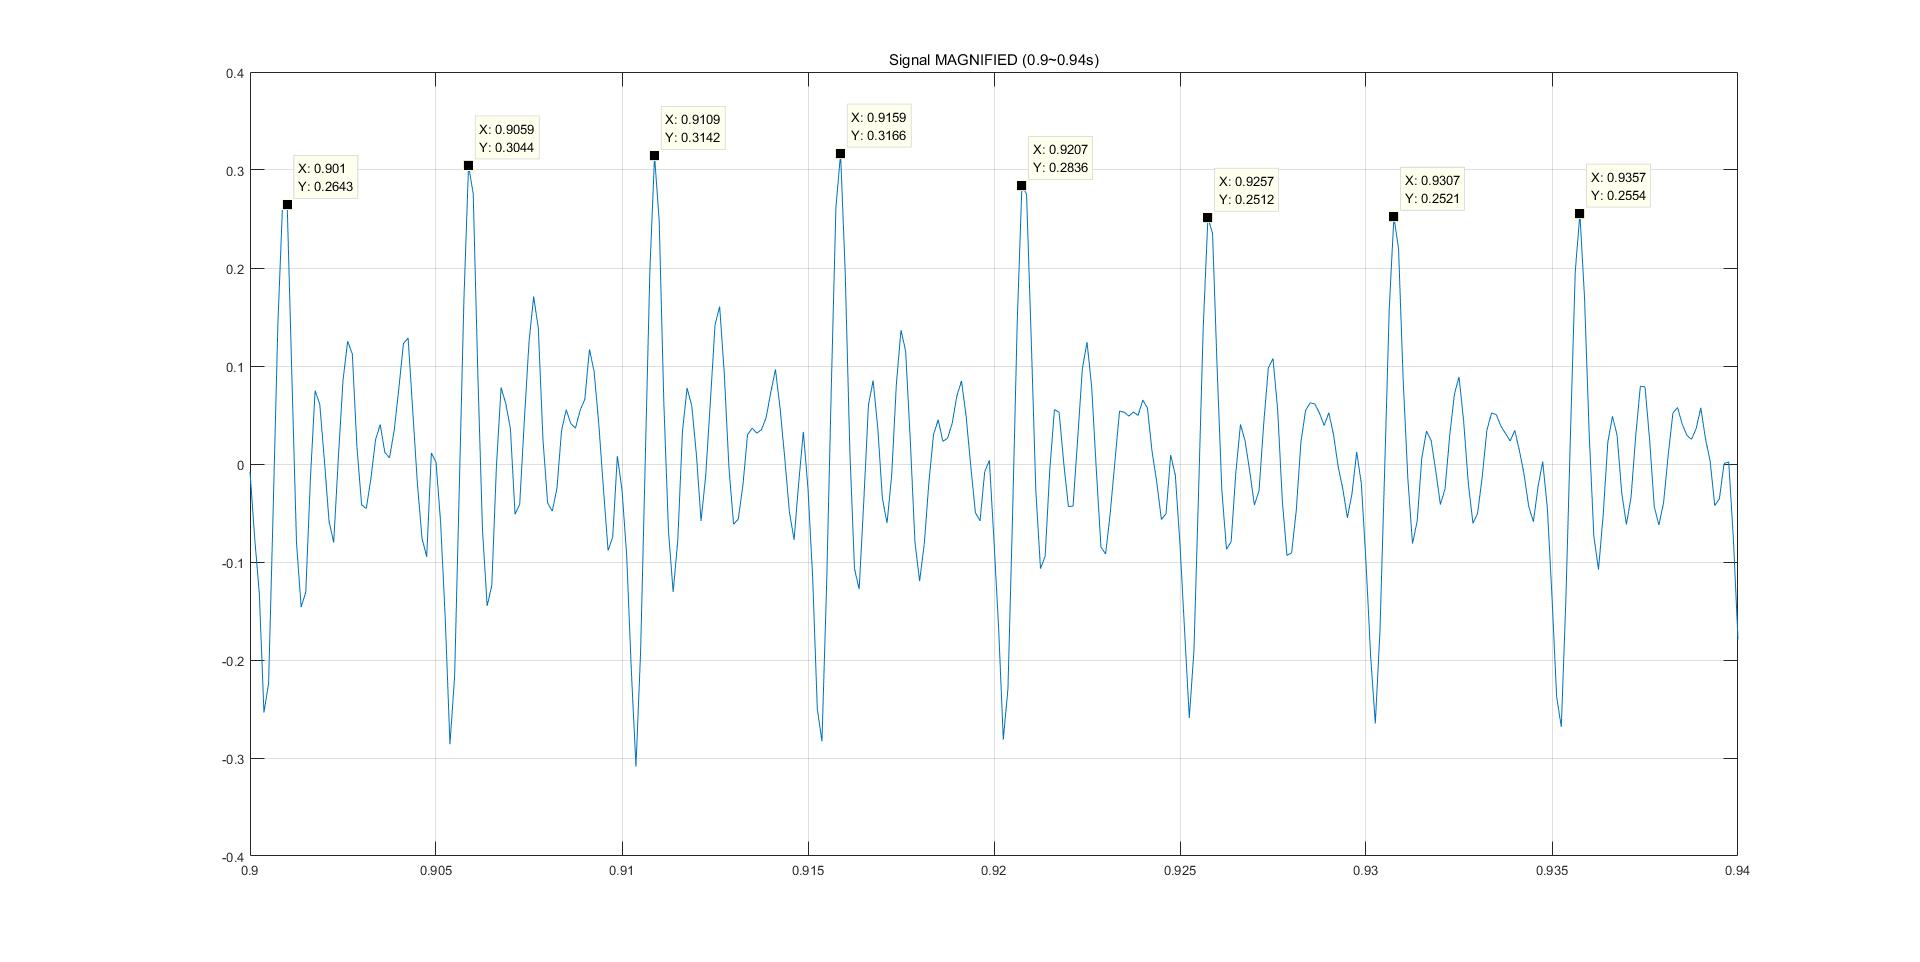 Signal MAGNIFIED (0.9~0.94s)
0.4
0.3
0.2
0.1
0
-0.1
-0.2
-0.3
-0.4
X: 0.901
Y: 0.2643
X: 0.9059
Y: 0.3044
X: 0.9109
Y: 0.3142
X: 0.9159
Y: 0.3166
X: 0.9207
Y: 0.2836
X: 0.9257
Y: 0.2512
X: 0.9307
Y: 0.2521
X: 0.9357
Y: 0.2554
0.9
0.905
0.91
0.915
0.92
0.925
0.93
0.935
0.94